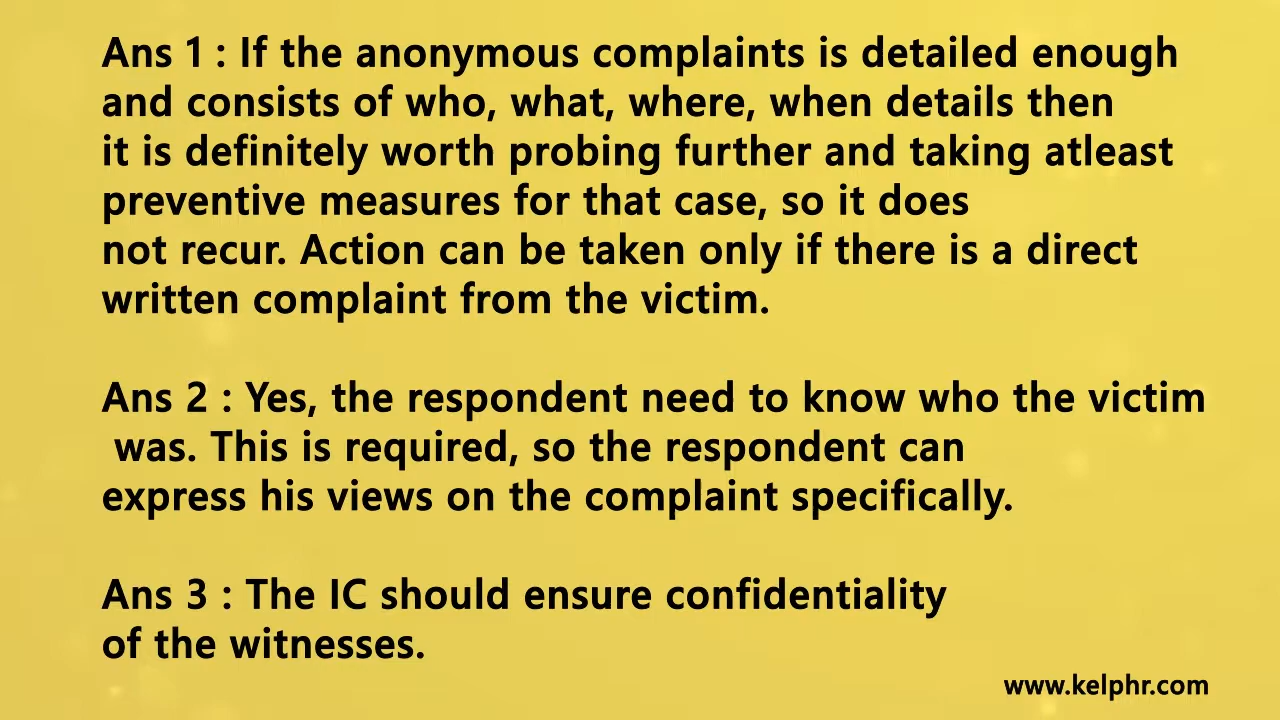 Ans 1 : If the anonymous complaints is detailed enough
and consists of who, what, where, when details then
it is definitely worth probing further and taking atleast
preventive measures for that case, so it does
not recur. Action can be taken only if there is a direct
written complaint from the victim.
Ans 2 : Yes, the respondent need to know who the victim
was. This is required, so the respondent can
express his views on the complaint specifically.
Ans 3 : The IC should ensure confidentiality
of the witnesses.
www.kelphr.com